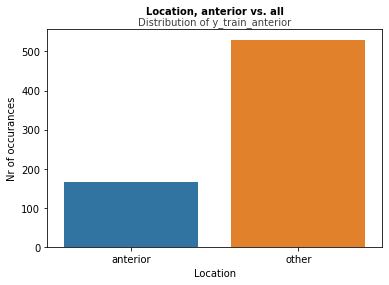 Location, anterior vs. all
Distribution of y_train_anterior
500
400
300
200
100
0
Nr of occurances
anterior other
Location